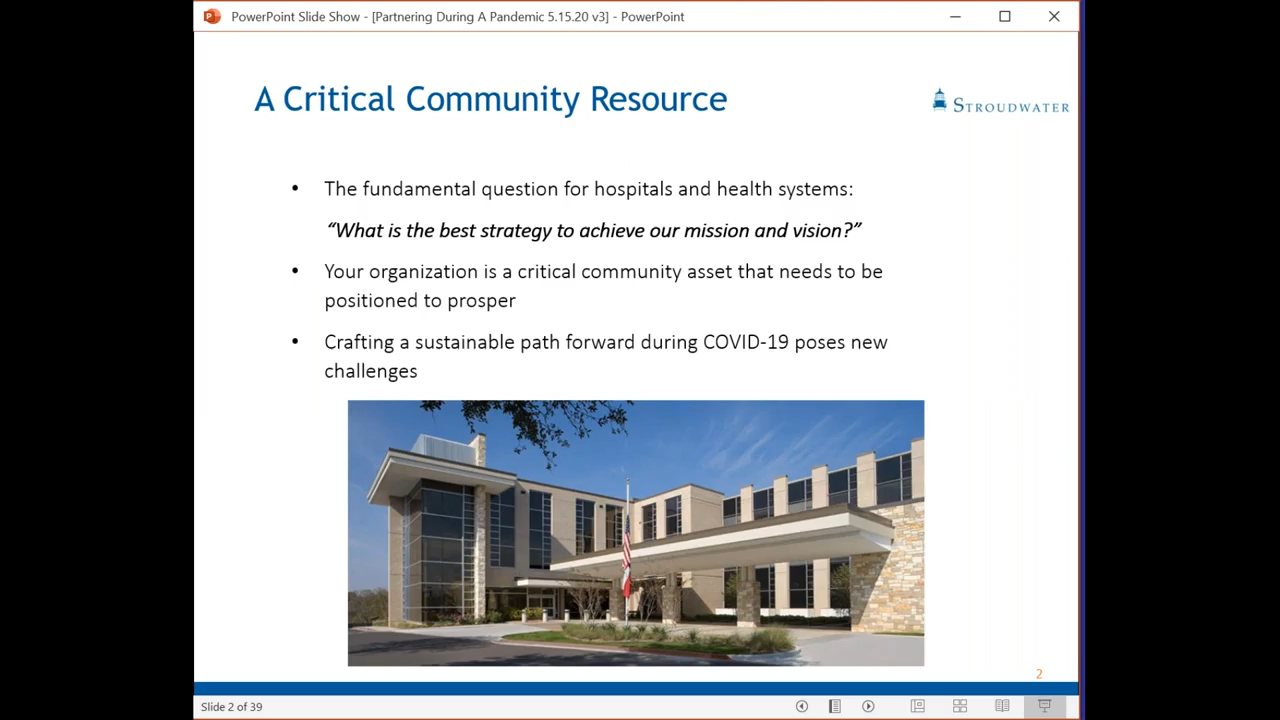 PowerPoint Slide Show - [Partnering During A Pandemic 5.15.20 v3] - PowerPoint
A Critical Community Resource
STROUDWATER
• The fundamental question for hospitals and health systems:
“What is the best strategy to achieve our mission and vision?”
• Your organization is a critical community asset that needs to be
positioned to prosper
• Crafting a sustainable path forward during COVID-19 poses new
challenges
2
Slide 2 of 39